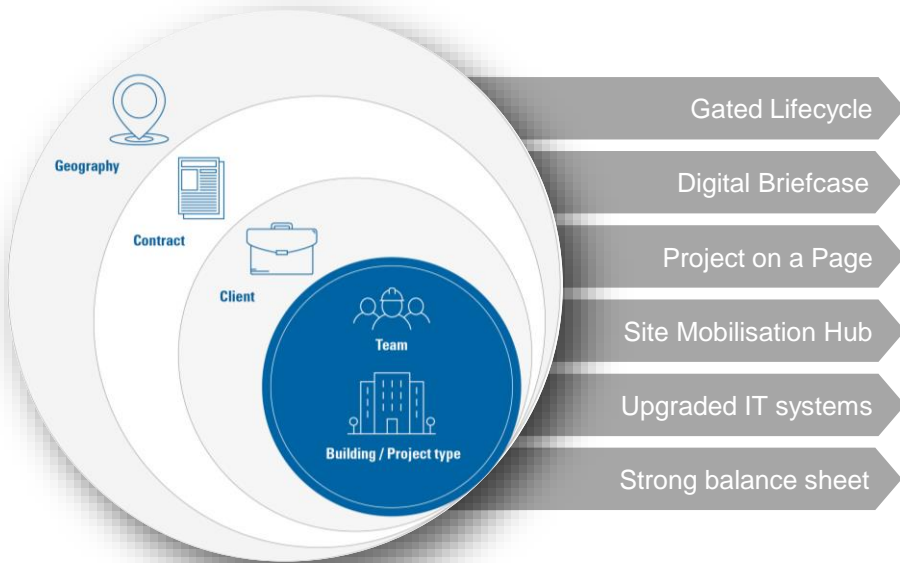 Geography
Contract
Client
Team
Building / Project type
Gated Lifecycle
Digital Briefcase
Project on a Page
Site Mobilisation Hub
Upgraded IT systems
Strong balance sheet